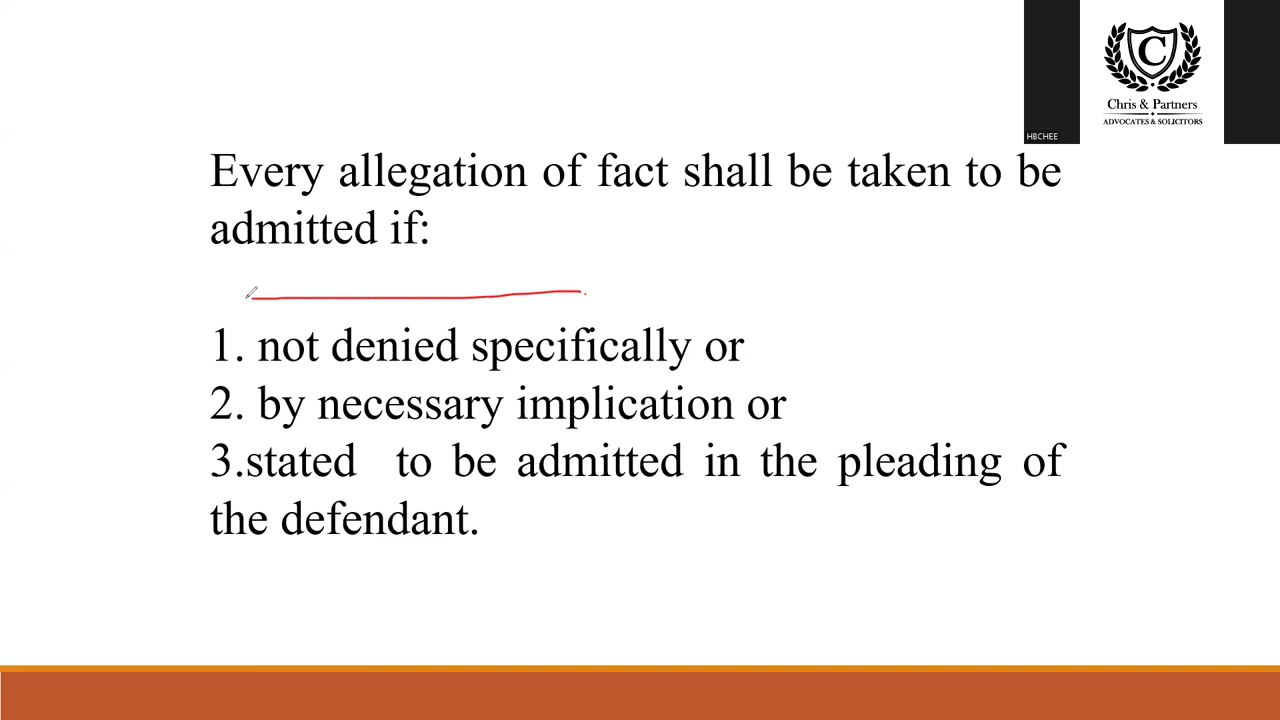 C
Chris & Partners
ADVOCATES & SOLICITORS
HBCHEE
Every allegation of fact shall be taken to be
admitted if:
1. not denied specifically or
2. by necessary implication or
3.stated to be admitted in the pleading of
the defendant.